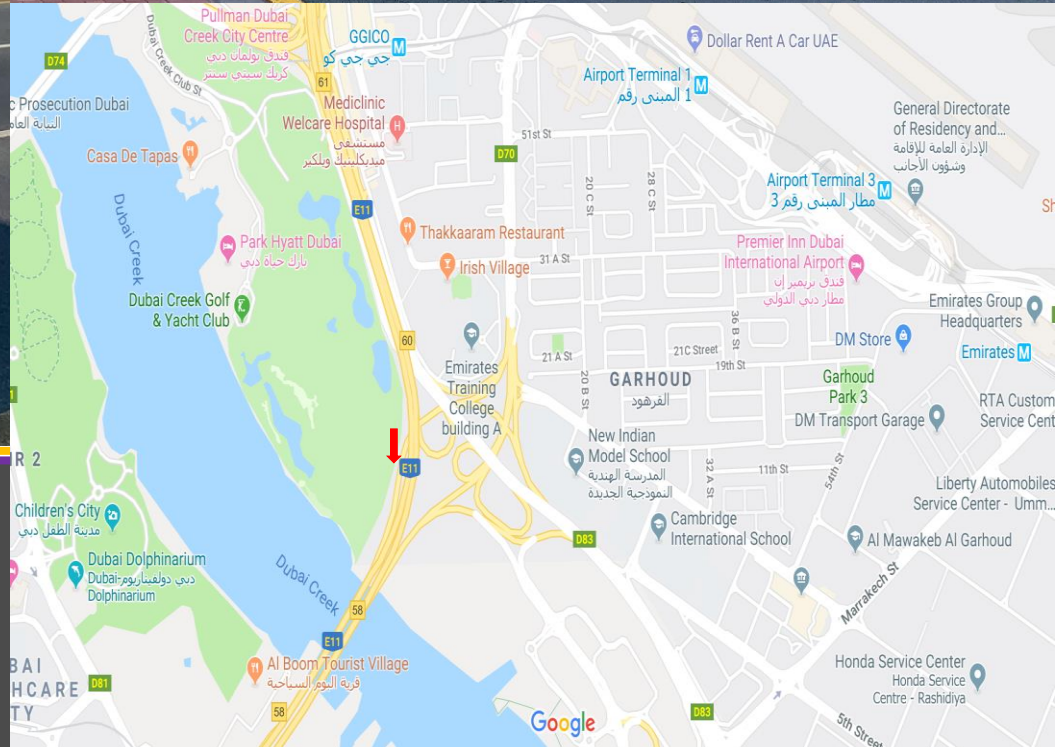 Pullman Dubai
Creek City Centre
فندق بولمان دبي
كريك سيتي سنتر
GGICO
جي جي كو
Dollar Rent A Car UAE
Dubai Creek Club St
D74
61
Airport Terminal 1
المبنى رقم 1
c Prosecution Dubai
النيابة العام
Mediclinic
Welcare Hospital
مستشفى
ميديكلينيك ويلكير
H
General Directorate
of Residency and...
الإدارة العامة للإقامة
وشؤون الأجانب
51st St
D70
Casa De Tapas
Airport Terminal 3
مطار المبنى رقم 3
20 C St
28 C St
E11
Sh
Dubai Creek
Park Hyatt Dubai
بارك حياة دبي
Thakkaaram Restaurant
Irish Village
31 A St
Premier Inn Dubai
International Airport
فندق بريمير إن
مطار دبي الدولي
Dubai Creek Golf
& Yacht Club
Emirates Group
Headquarters
36 B St
60
DM Store
Emirates
21C Street
21 A St
19th St
Emirates
Training
College
building A
20 B St
GARHOUD
القرهود
Garhoud
Park 3
RTA Custom
Service Cent
DM Transport Garage
New Indian
Model School
المدرسة الهندية
النموذجية الجديدة
R 2
E11
11th St
32 A St
54th St
Liberty Automobiles
Service Center - Umm...
Children's City
مدينة الطفل دبي
Cambridge
International School
D83
Al Mawakeb Al Garhoud
Dubai Dolphinarium
دبي دولفيناريوم-Dubai
Dolphinarium
Dubai Creek
58
Marrakech St
E11
Al Boom Tourist Village
قرية البوم السياحية
BAI
HCARE
TY
D81
Honda Service Center
Honda Service
Centre - Rashidiya
58
Google
D83
5th Street